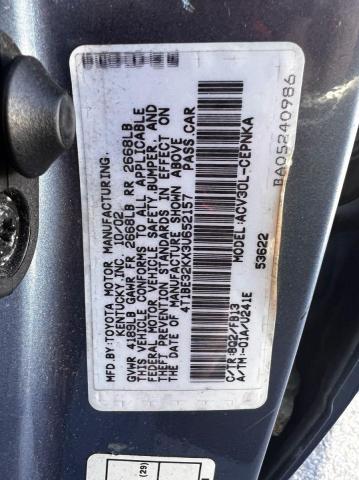 MFD BY:TOYOTA MOTOR MANUFACTURING.
KENTUCKY, INC. 10/02
GVWR 4189LB GAWR FR 2668LB RR 2668LB
THIS VEHICLE CONFORMS TO ALL APPLICABLE
FEDERAL MOTOR VEHICLE SAFETY, BUMPER, AND
THEFT PREVENTION STANDARDS IN EFFECT ON
THE DATE OF MANUFACTURE SHOWN ABOVE
4T1BE32KX3U652157 PASS CAR
MODEL ACV30L-CEPNKA
53622
C/TR:8Q2/FB13
A/TM:-01A/U241E
BA05240986
(29)